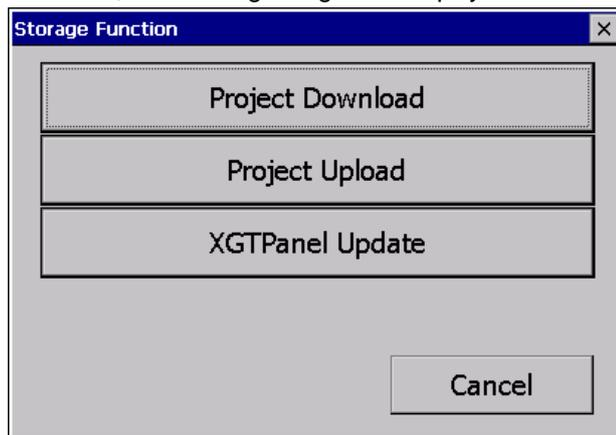 Storage Function
Project Download
Project Upload
XGTPanel Update
Cancel